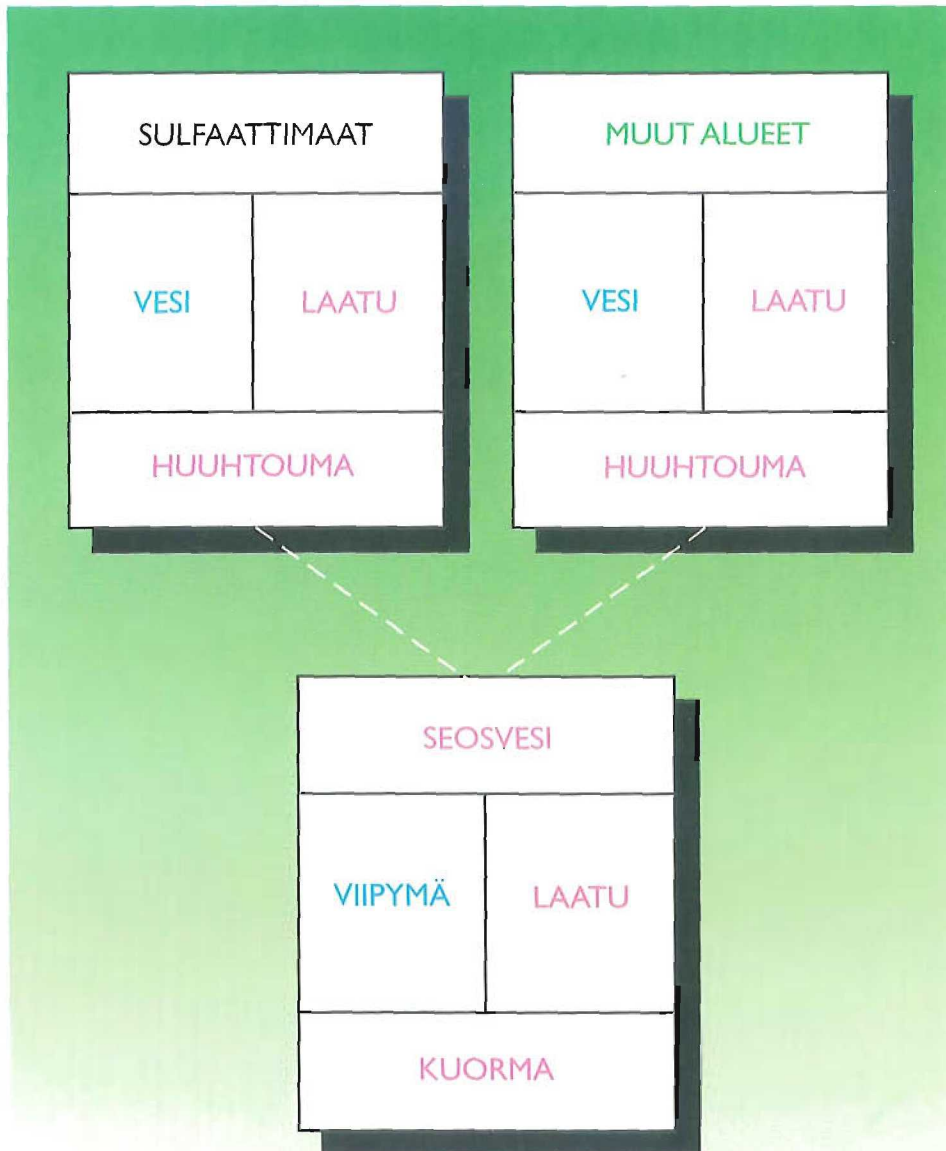 SULFAATTIMAAT
VESI
LAATU
HUUHTOUMA
MUUT ALUEET
VESI
LAATU
HUUHTOUMA
SEOSVESI
VIIPYMÄ
LAATU
KUORMA